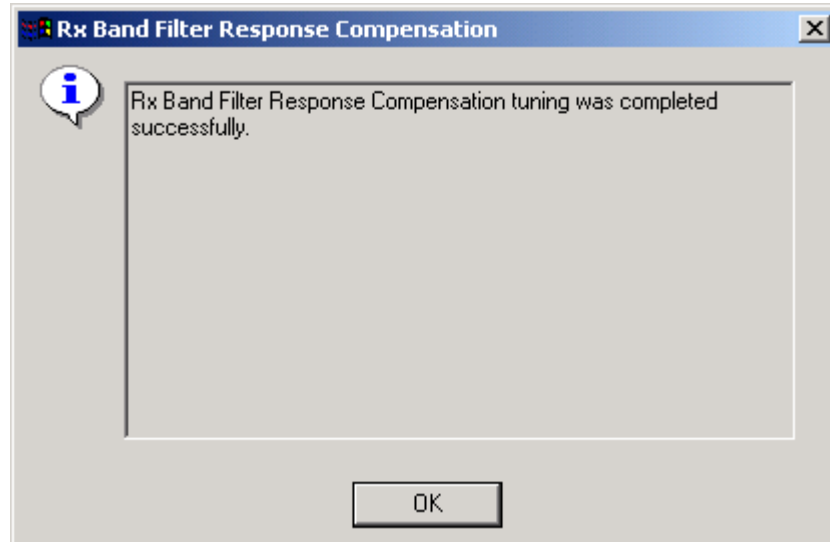 Rx Band Filter Response Compensation
Rx Band Filter Response Compensation tuning was completed
successfully.
OK